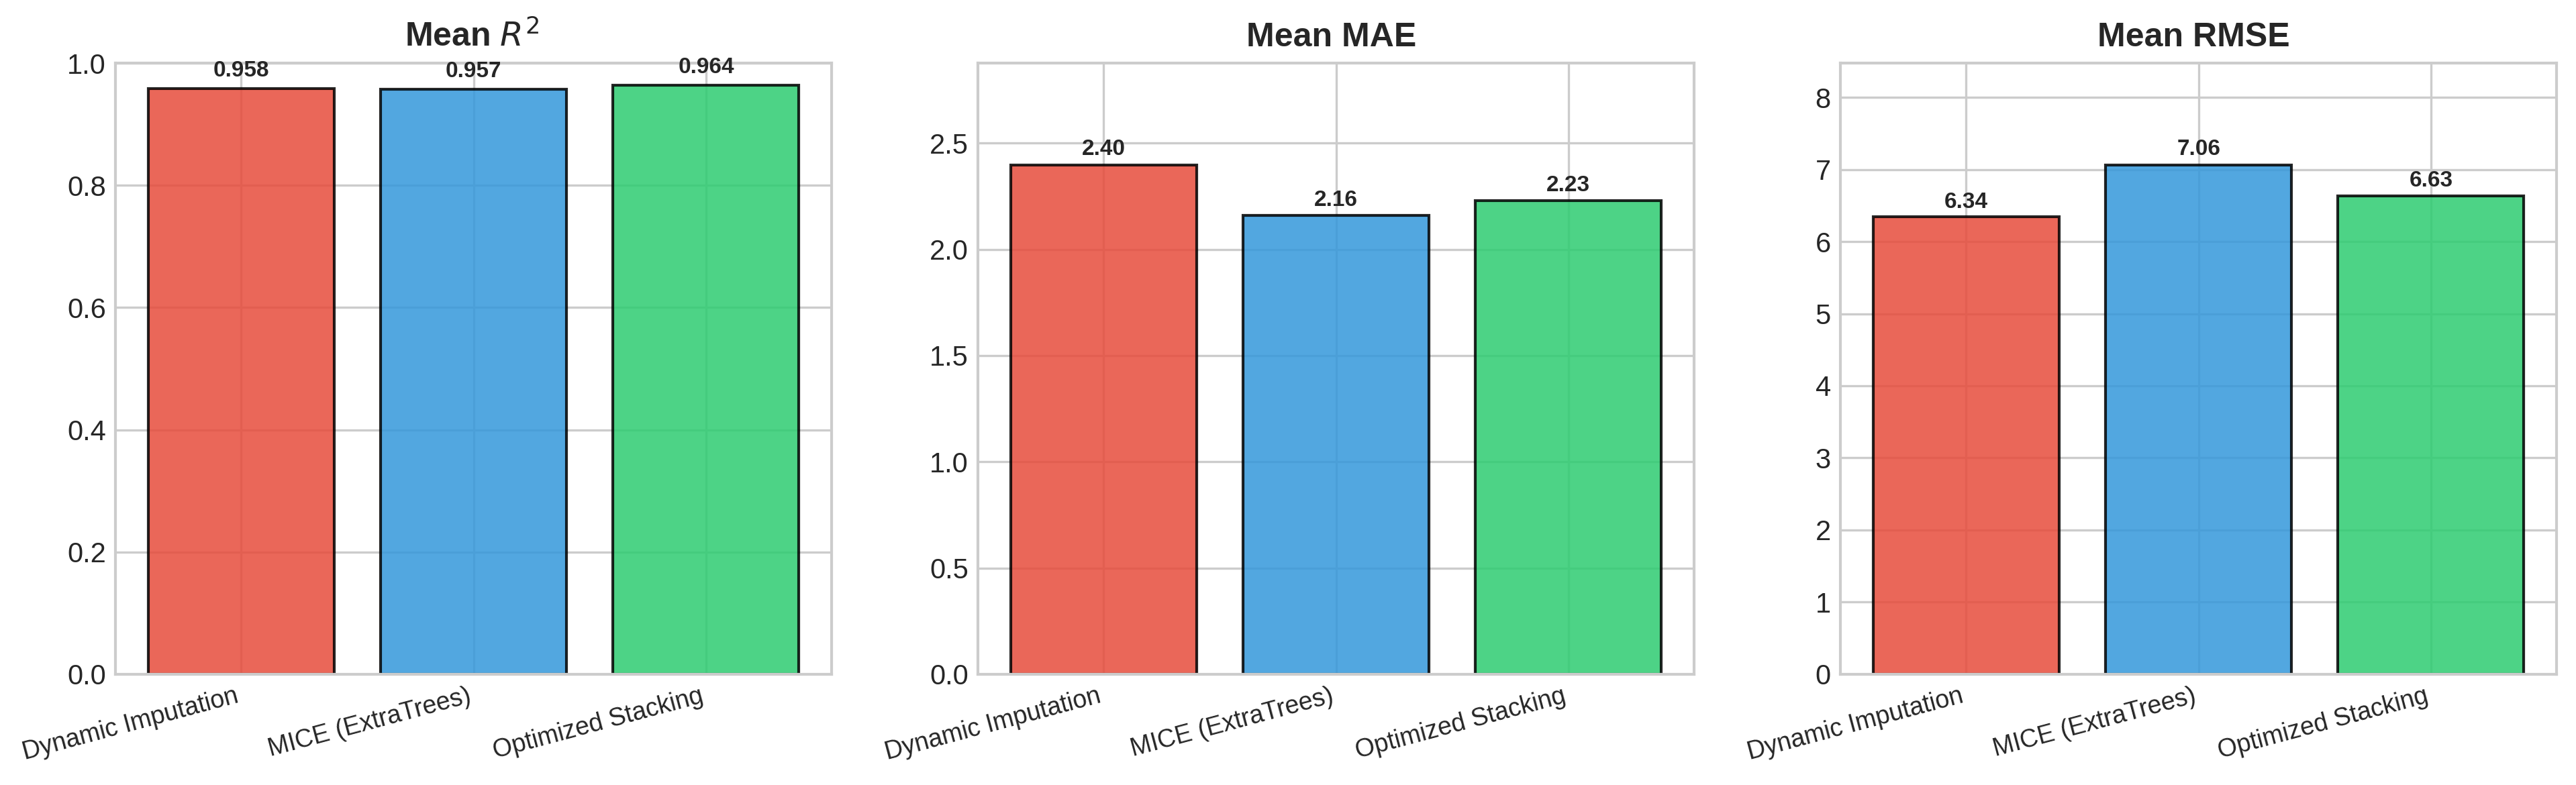 Mean R²
1.0
0.8
0.6
0.4
0.2
0.0
0.958
0.957
0.964
Dynamic Imputation
MICE (ExtraTrees)
Optimized Stacking
Mean MAE
2.5
2.0
1.5
1.0
0.5
0.0
2.40
2.16
2.23
Dynamic Imputation
MICE (ExtraTrees)
Optimized Stacking
Mean RMSE
8
7
6
5
4
3
2
1
0
6.34
7.06
6.63
Dynamic Imputation
MICE (ExtraTrees)
Optimized Stacking